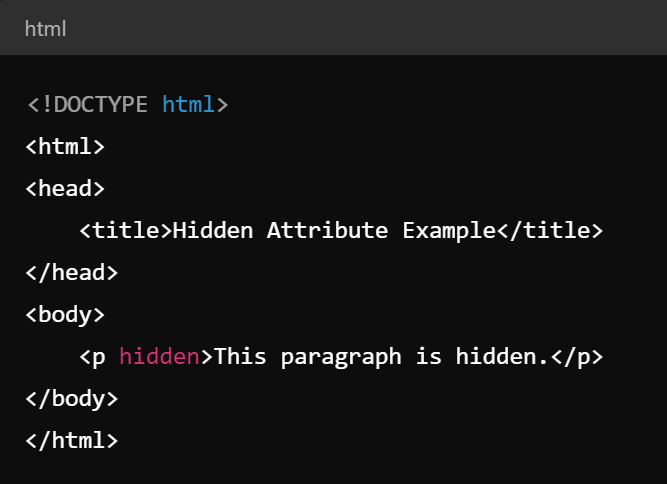 html
<!DOCTYPE html>
<html>
<head>
    <title>Hidden Attribute Example</title>
</head>
<body>
    <p hidden>This paragraph is hidden.</p>
</body>
</html>